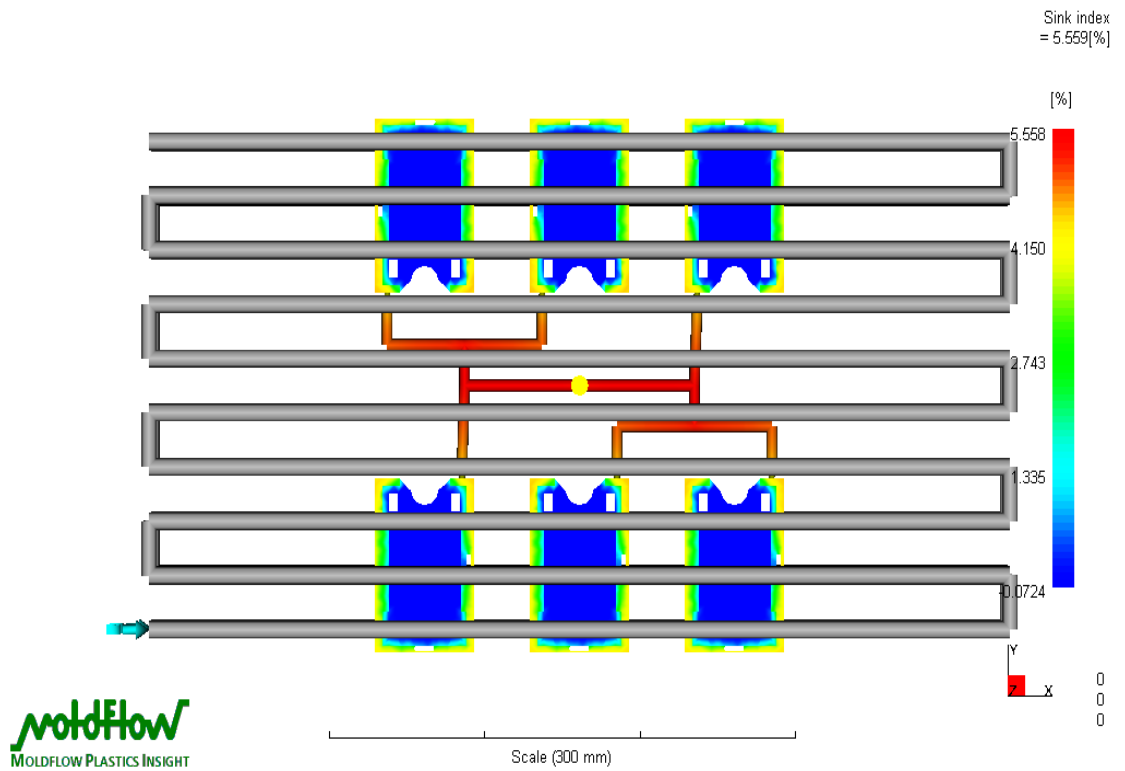 Sink index
= 5.559[%]
[%]
5.558
4.150
2.743
1.335
-0.0724
Y
Z
X
0
0
0
moldflow
MOLDFLOW PLASTICS INSIGHT
Scale (300 mm)